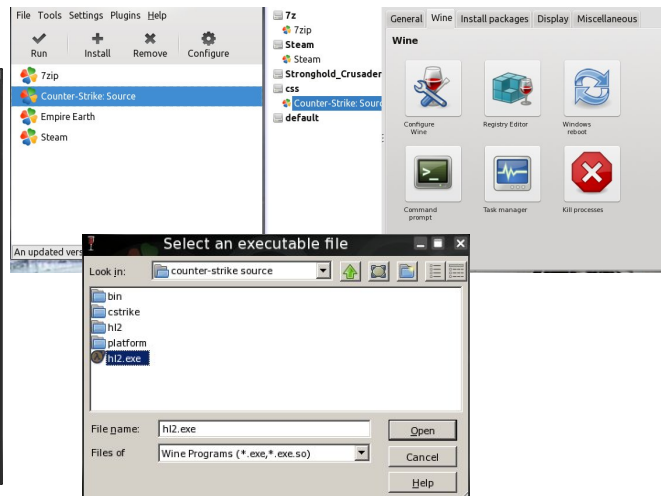 File Tools Settings Plugins Help
Run Install Remove Configure
7zip
Counter-Strike: Source
Empire Earth
Steam
An updated vers
7z
7zip
Steam
Steam
Stronghold_Crusader
css
Counter-Strike: Sourc
default
General Wine Install packages Display Miscellaneous
Wine
Configure Wine
Registry Editor
Windows reboot
Command prompt
Task manager
Kill processes
Select an executable file
Look in: counter-strike source
bin
cstrike
hl2
platform
hl2.exe
File name: hl2.exe
Open
Files of Wine Programs (*.exe,*.exe.so)
Cancel
Help